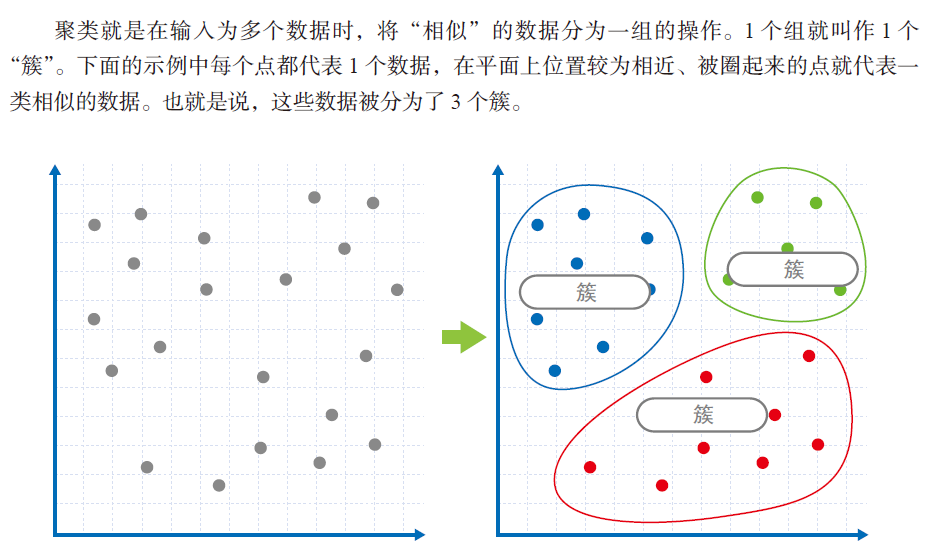 聚类就是在输入为多个数据时，将“相似”的数据分为一组的操作。1 个组就叫作 1 个
“簇”。下面的示例中每个点都代表 1 个数据，在平面上位置较为相近、被圈起来的点就代表一
类相似的数据。也就是说，这些数据被分为了 3 个簇。
簇
簇
簇